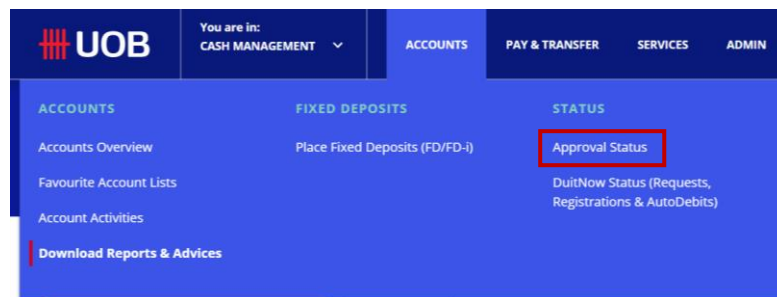 UOB
You are in:
CASH MANAGEMENT
ACCOUNTS
PAY & TRANSFER
SERVICES
ADMIN
ACCOUNTS
Accounts Overview
Favourite Account Lists
Account Activities
Download Reports & Advices
FIXED DEPOSITS
Place Fixed Deposits (FD/FD-i)
STATUS
Approval Status
DuitNow Status (Requests,
Registrations & AutoDebits)